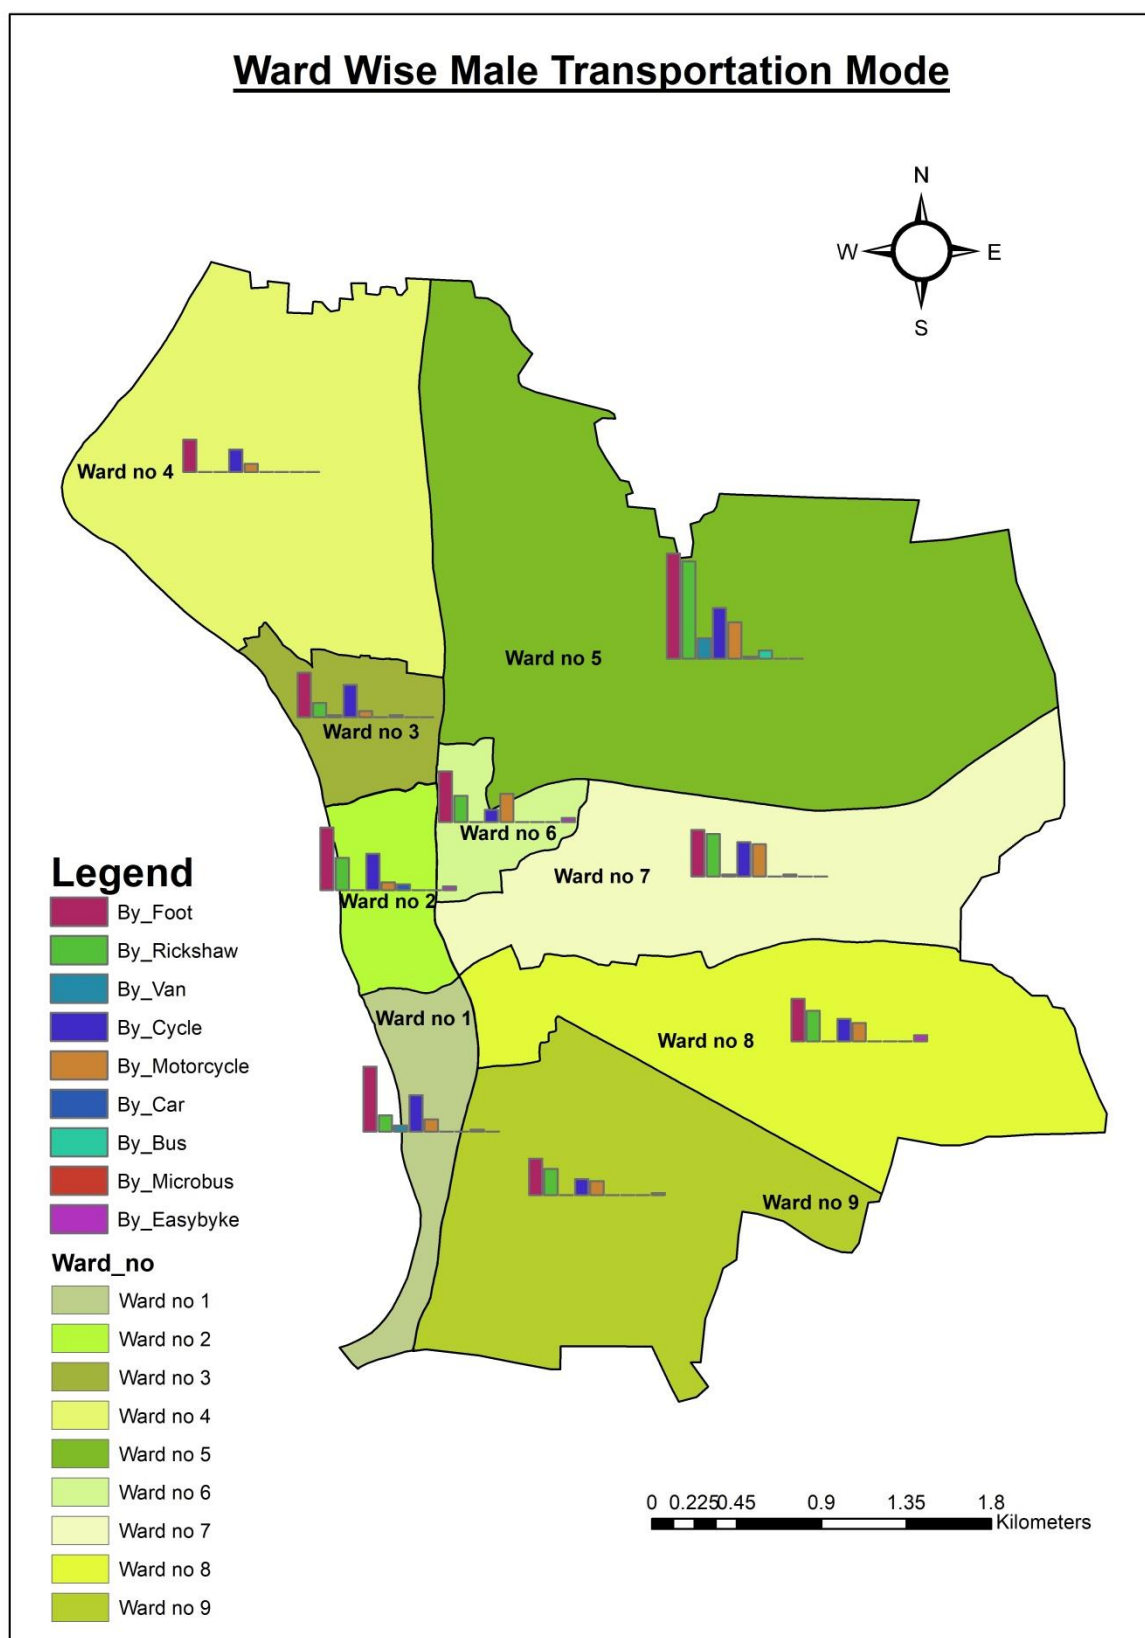 Ward Wise Male Transportation Mode
N
W
E
S
Ward no 4
Ward no 5
Ward no 3
Ward no 6
Ward no 7
Ward no 2
Ward no 1
Ward no 8
Ward no 9
Legend
By_Foot
By_Rickshaw
By_Van
By_Cycle
By_Motorcycle
By_Car
By_Bus
By_Microbus
By_Easybyke
Ward_no
Ward no 1
Ward no 2
Ward no 3
Ward no 4
Ward no 5
Ward no 6
Ward no 7
Ward no 8
Ward no 9
0 0.225 0.45 0.9 1.35 1.8
Kilometers